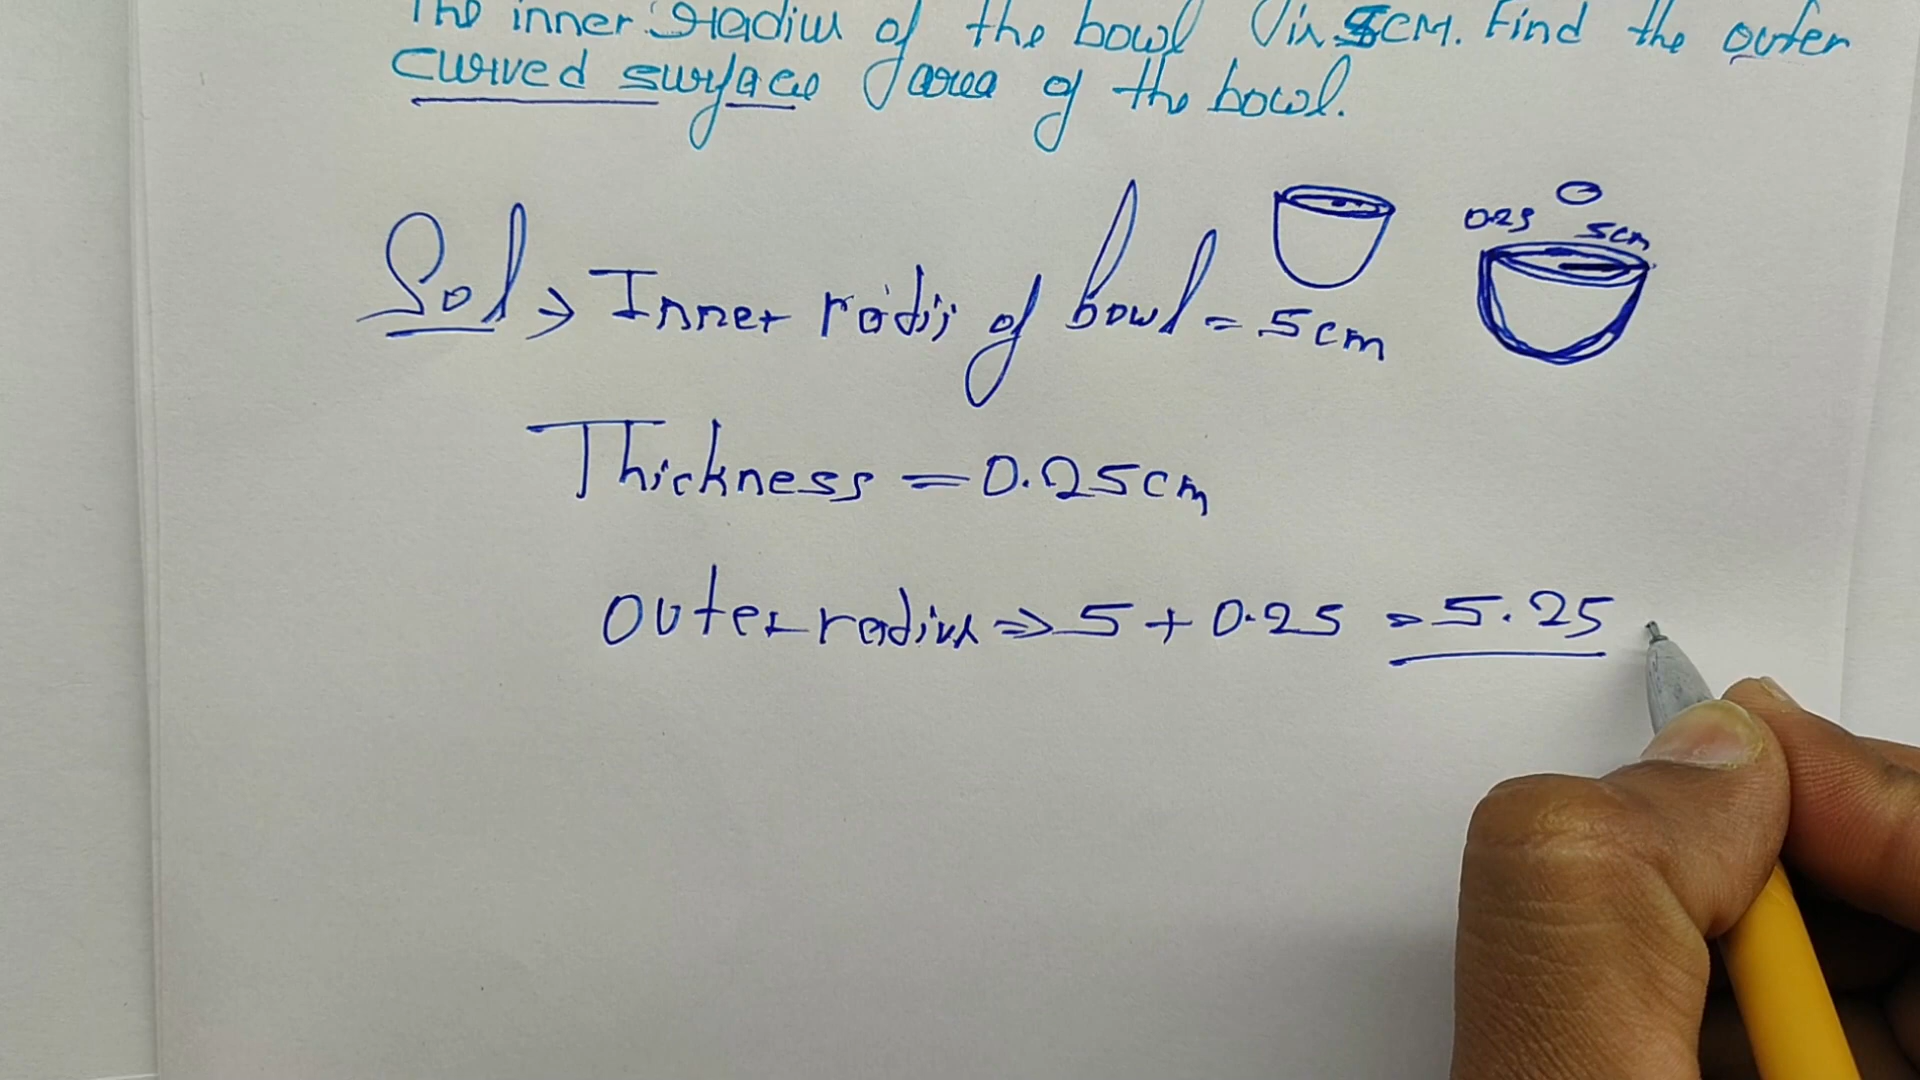 The inner radius of the bowl is 5cm. Find the outer
curved surface area of the bowl.
0.25
5cm
Sol → Inner radii of bowl = 5cm
Thickness = 0.25cm
Outer radius ⇒ 5 + 0.25 = 5.25